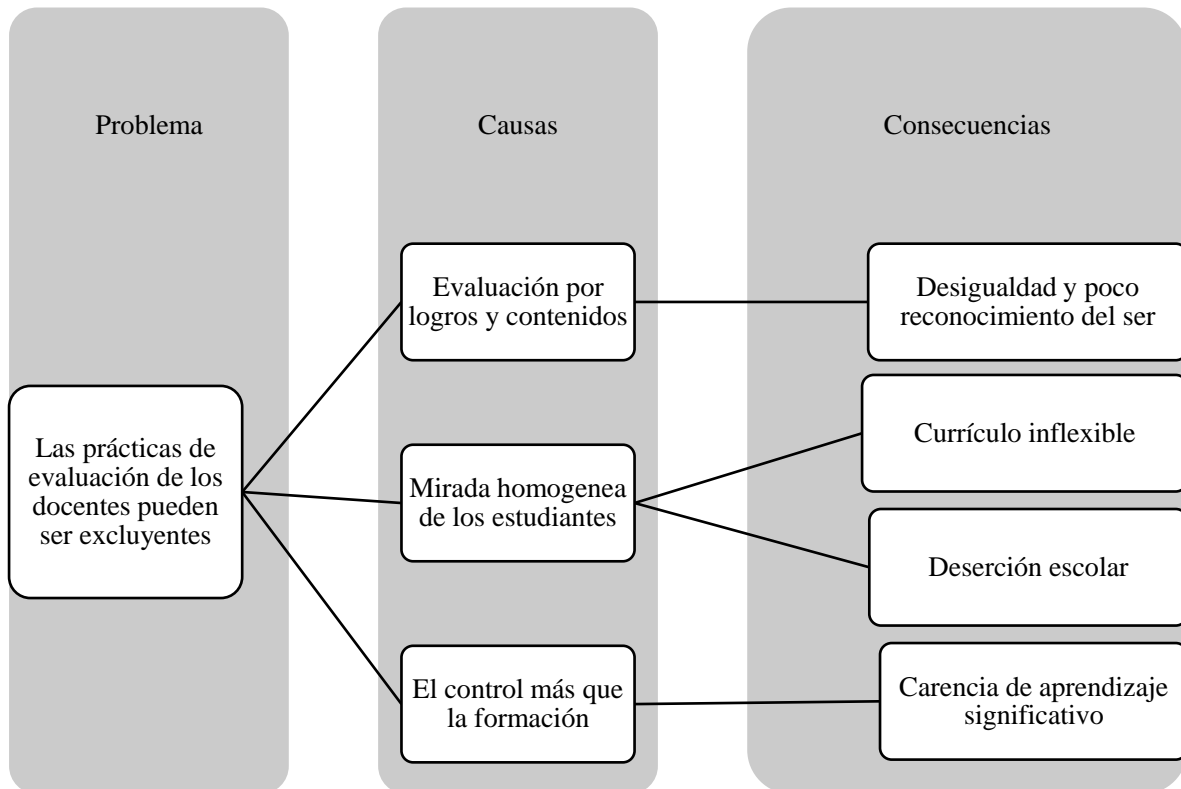 Problema
Causas
Consecuencias
Las prácticas de
evaluación de los
docentes pueden
ser excluyentes
Evaluación por
logros y contenidos
Mirada homogenea
de los estudiantes
El control más que
la formación
Desigualdad y poco
reconocimiento del ser
Currículo inflexible
Deserción escolar
Carencia de aprendizaje
significativo